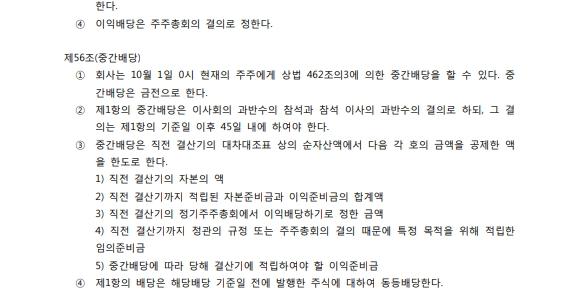 한다.
④ 이익배당은 주주총회의 결의로 정한다.
제56조(중간배당)
① 회사는 10월 1일 0시 현재의 주주에게 상법 462조의3에 의한 중간배당을 할 수 있다. 중
간배당은 금전으로 한다.
② 제1항의 중간배당은 이사회의 과반수의 참석과 참석 이사의 과반수의 결의로 하되, 그 결
의는 제1항의 기준일 이후 45일 내에 하여야 한다.
③ 중간배당은 직전 결산기의 대차대조표 상의 순자산액에서 다음 각 호의 금액을 공제한 액
을 한도로 한다.
1) 직전 결산기의 자본의 액
2) 직전 결산기까지 적립된 자본준비금과 이익준비금의 합계액
3) 직전 결산기의 정기주주총회에서 이익배당하기로 정한 금액
4) 직전 결산기까지 정관의 규정 또는 주주총회의 결의 때문에 특정 목적을 위해 적립한
임의준비금
5) 중간배당에 따라 당해 결산기에 적립하여야 할 이익준비금
④ 제1항의 배당은 해당배당 기준일 전에 발행한 주식에 대하여 동등배당한다.